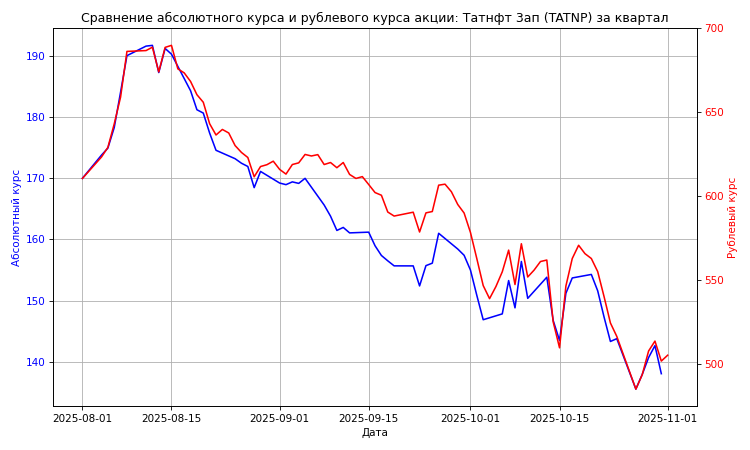 Сравнение абсолютного курса и рублевого курса акции: Татнфт 3ап (TATNP) за квартал
Абсолютный курс
190
180
170
160
150
140
700
650
600
550
500
Рублевый курс
2025-08-01 2025-08-15 2025-09-01 2025-09-15 2025-10-01 2025-10-15 2025-11-01
Дата